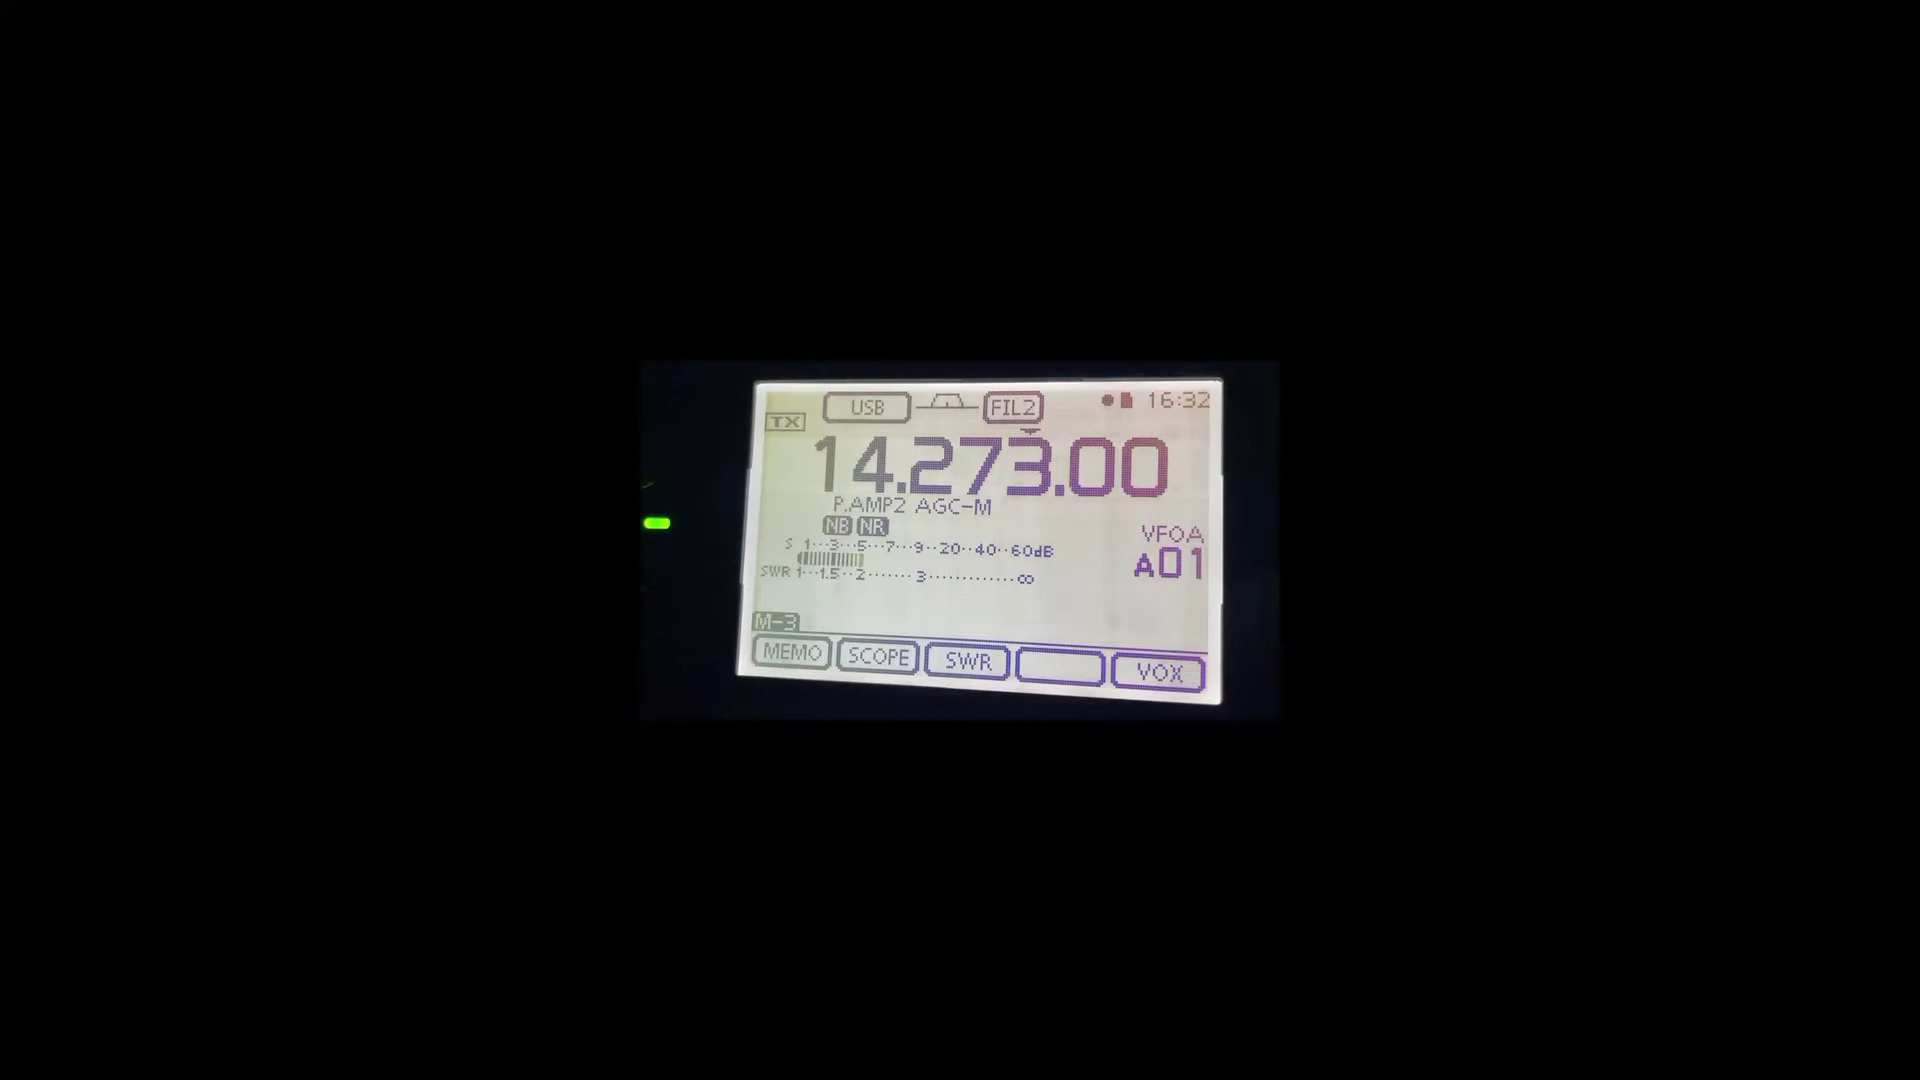 USB FIL2 16:32
TX
14.273.00
P.AMP2 AGC-M
NB NR
VFOA
S 1···3··5···7···9··20··40··60dB
A01
SWR 1···1.5··2·······3············∞
M-3
MEMO SCOPE SWR VOX